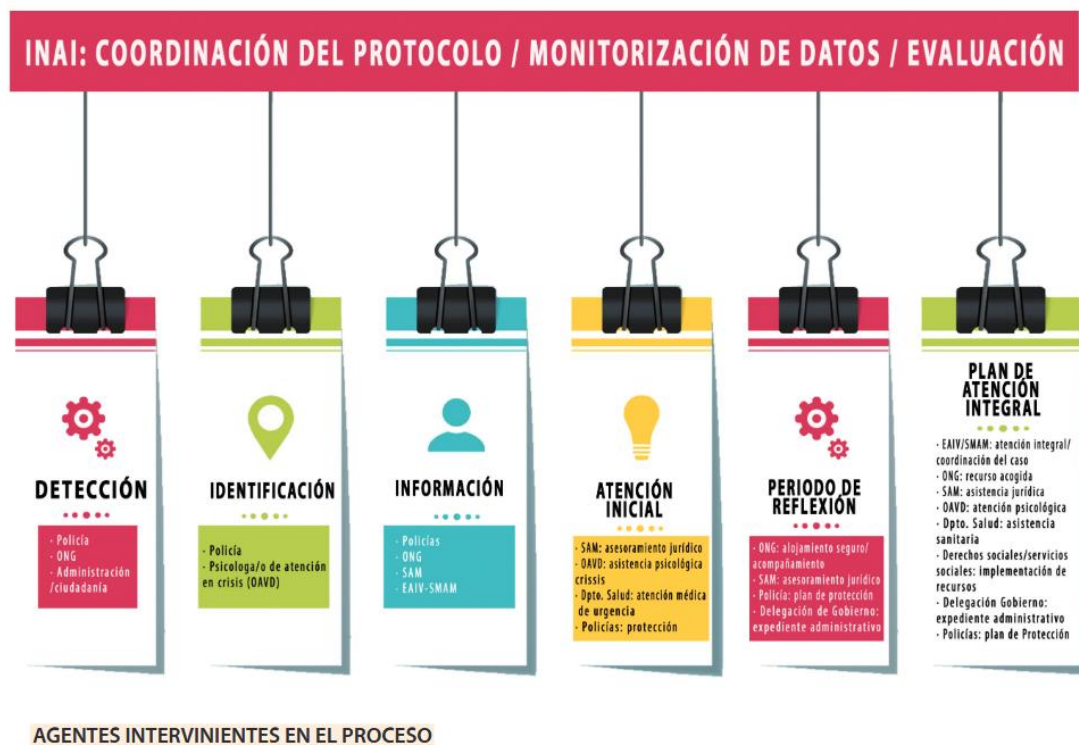 INAI: COORDINACIÓN DEL PROTOCOLO / MONITORIZACIÓN DE DATOS / EVALUACIÓN
DETECCIÓN
· Policía
· ONG
· Administración
/ciudadanía
IDENTIFICACIÓN
· Policía
· Psicologa/o de atención
en crisis (OAVD)
INFORMACIÓN
· Policías
· ONG
· SAM
· EAIV-SMAM
ATENCIÓN
INICIAL
· SAM: asesoramiento jurídico
· OAVD: asistencia psicológica
crissis
· Dpto. Salud: atención médica
de urgencia
· Policías: protección
PERIODO DE
REFLEXIÓN
· ONG: alojamiento seguro/
acompañamiento
· SAM: asesoramiento jurídico
· Policía: plan de protección
· Delegación de Gobierno:
expediente administrativo
PLAN DE
ATENCIÓN
INTEGRAL
· EAIV/SMAM: atención integral/
coordinación del caso
· ONG: recurso acogida
· SAM: asistencia jurídica
· OAVD: atención psicológica
· Dpto. Salud: asistencia
sanitaria
· Derechos sociales/servicios
sociales: implementación de
recursos
· Delegación Gobierno:
expediente administrativo
· Policías: plan de Protección
AGENTES INTERVINIENTES EN EL PROCESO